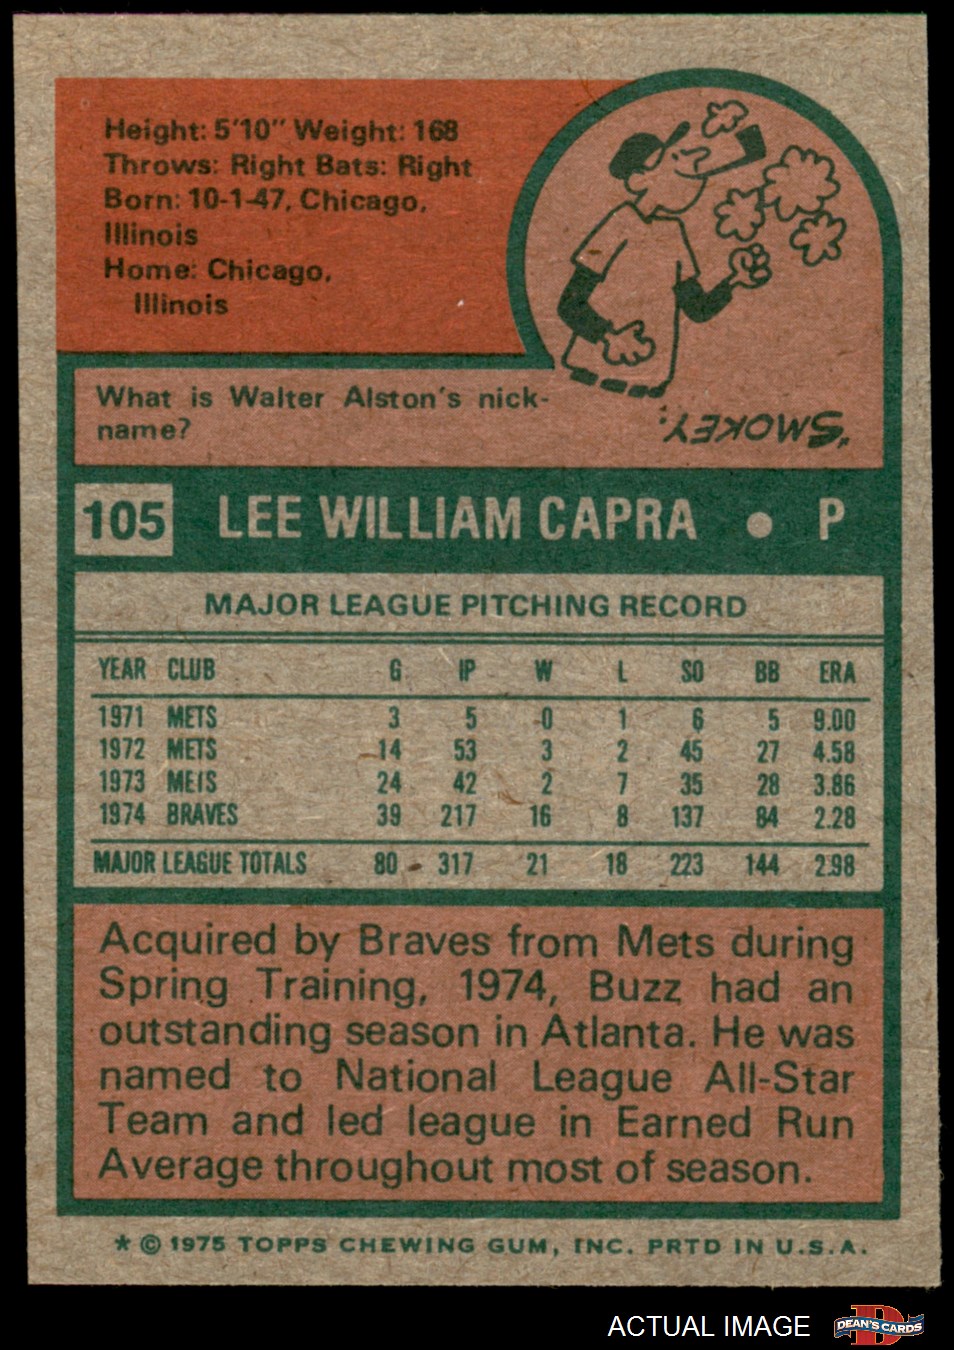 Height: 5'10" Weight: 168
Throws: Right Bats: Right
Born: 10-1-47, Chicago,
Illinois
Home: Chicago,
Illinois
What is Walter Alston's nick-
name?
"SMOKEY."
105 LEE WILLIAM CAPRA • P
MAJOR LEAGUE PITCHING RECORD
YEAR CLUB G IP W L SO BB ERA
1971 METS 3 5 0 1 6 5 9.00
1972 METS 14 53 3 2 45 27 4.58
1973 METS 24 42 2 7 35 28 3.86
1974 BRAVES 39 217 16 8 137 84 2.28
MAJOR LEAGUE TOTALS 80 317 21 18 223 144 2.98
Acquired by Braves from Mets during
Spring Training, 1974, Buzz had an
outstanding season in Atlanta. He was
named to National League All-Star
Team and led league in Earned Run
Average throughout most of season.
* © 1975 TOPPS CHEWING GUM, INC. PRTD IN U.S.A.
ACTUAL IMAGE D DEAN'S CARDS